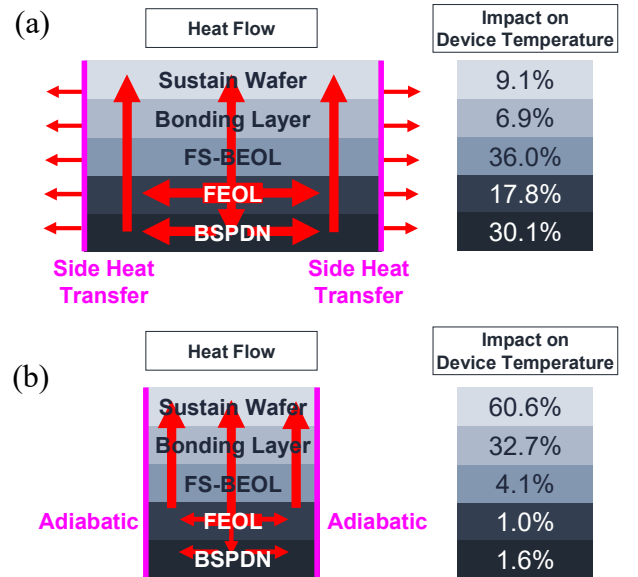 (a)
Heat Flow
Impact on
Device Temperature
Sustain Wafer
9.1%
Bonding Layer
6.9%
FS-BEOL
36.0%
FEOL
17.8%
BSPDN
30.1%
Side Heat
Transfer
Side Heat
Transfer
(b)
Heat Flow
Impact on
Device Temperature
Sustain Wafer
60.6%
Bonding Layer
32.7%
FS-BEOL
4.1%
Adiabatic
FEOL
Adiabatic
1.0%
BSPDN
1.6%